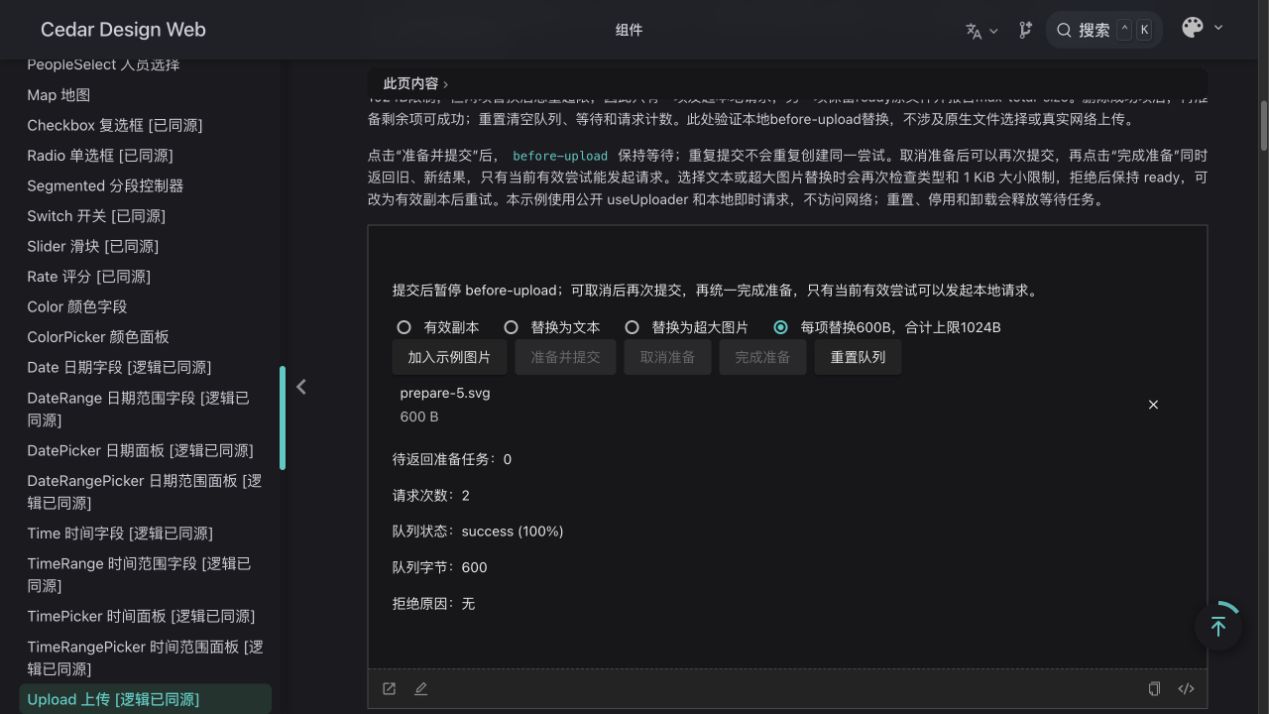 Cedar Design Web
组件
搜索 ^ K
PeopleSelect 人员选择
Map 地图
Checkbox 复选框 [已同源]
Radio 单选框 [已同源]
Segmented 分段控制器
Switch 开关 [已同源]
Slider 滑块 [已同源]
Rate 评分 [已同源]
Color 颜色字段
ColorPicker 颜色面板
Date 日期字段 [逻辑已同源]
DateRange 日期范围字段 [逻辑已
同源]
DatePicker 日期面板 [逻辑已同源]
DateRangePicker 日期范围面板 [逻
辑已同源]
Time 时间字段 [逻辑已同源]
TimeRange 时间范围字段 [逻辑已
同源]
TimePicker 时间面板 [逻辑已同源]
TimeRangePicker 时间范围面板 [逻
辑已同源]
Upload 上传 [逻辑已同源]
此页内容 ›
备剩余项可成功；重置清空队列、等待和请求计数。此处验证本地before-upload替换，不涉及原生文件选择或真实网络上传。
点击“准备并提交”后， before-upload 保持等待；重复提交不会重复创建同一尝试。取消准备后可以再次提交，再点击“完成准备”同时
返回旧、新结果，只有当前有效尝试能发起请求。选择文本或超大图片替换时会再次检查类型和 1 KiB 大小限制，拒绝后保持 ready，可
改为有效副本后重试。本示例使用公开 useUploader 和本地即时请求，不访问网络；重置、停用和卸载会释放等待任务。
提交后暂停 before-upload；可取消后再次提交，再统一完成准备，只有当前有效尝试可以发起本地请求。
有效副本 替换为文本 替换为超大图片 每项替换600B，合计上限1024B
加入示例图片 准备并提交 取消准备 完成准备 重置队列
prepare-5.svg
600 B
待返回准备任务：0
请求次数：2
队列状态：success (100%)
队列字节：600
拒绝原因：无